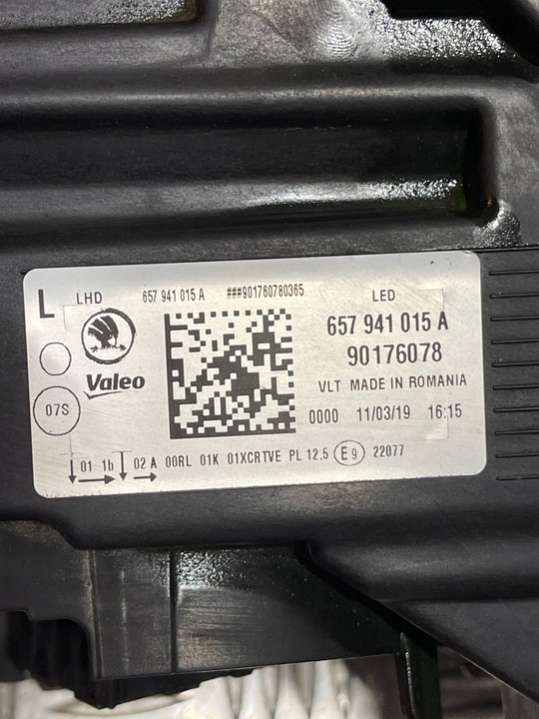 L LHD 657 941 015 A ###901760780365 LED
657 941 015 A
90176078
Valeo
VLT MADE IN ROMANIA
07S
0000 11/03/19 16:15
01 1b 02 A 00RL 01K 01XCRTVE PL 12.5 E9 22077